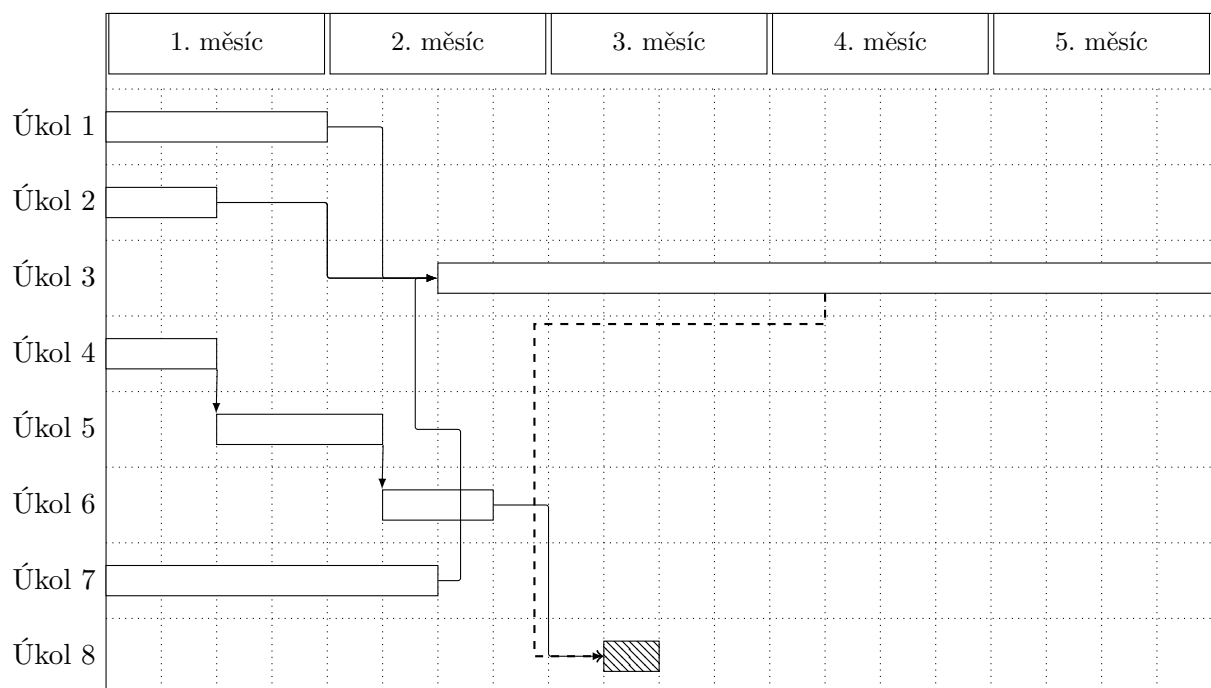 1. měsíc 2. měsíc 3. měsíc 4. měsíc 5. měsíc
Úkol 1
Úkol 2
Úkol 3
Úkol 4
Úkol 5
Úkol 6
Úkol 7
Úkol 8